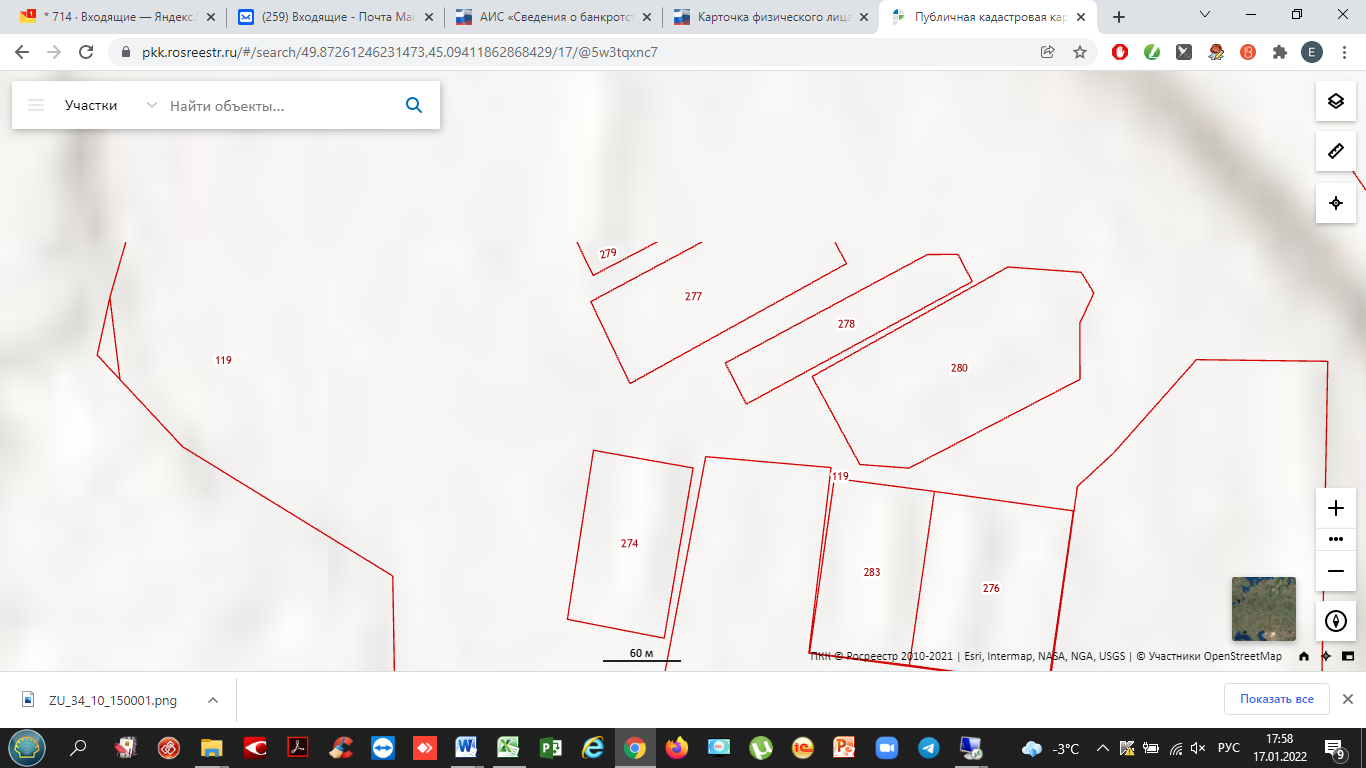 * 714 · Входящие — Яндекс.
(259) Входящие - Почта Mai
АИС «Сведения о банкротст
Карточка физического лица
Публичная кадастровая кар
pkk.rosreestr.ru/#/search/49.87261246231473,45.09411862868429/17/@5w3tqxnc7
E
Участки
Найти объекты...
279
277
278
119
280
119
274
283
276
60 м
ПКК © Росреестр 2010-2021 | Esri, Intermap, NASA, NGA, USGS | © Участники OpenStreetMap
ZU_34_10_150001.png
Показать все
-3°C
РУС
17:58
17.01.2022
9